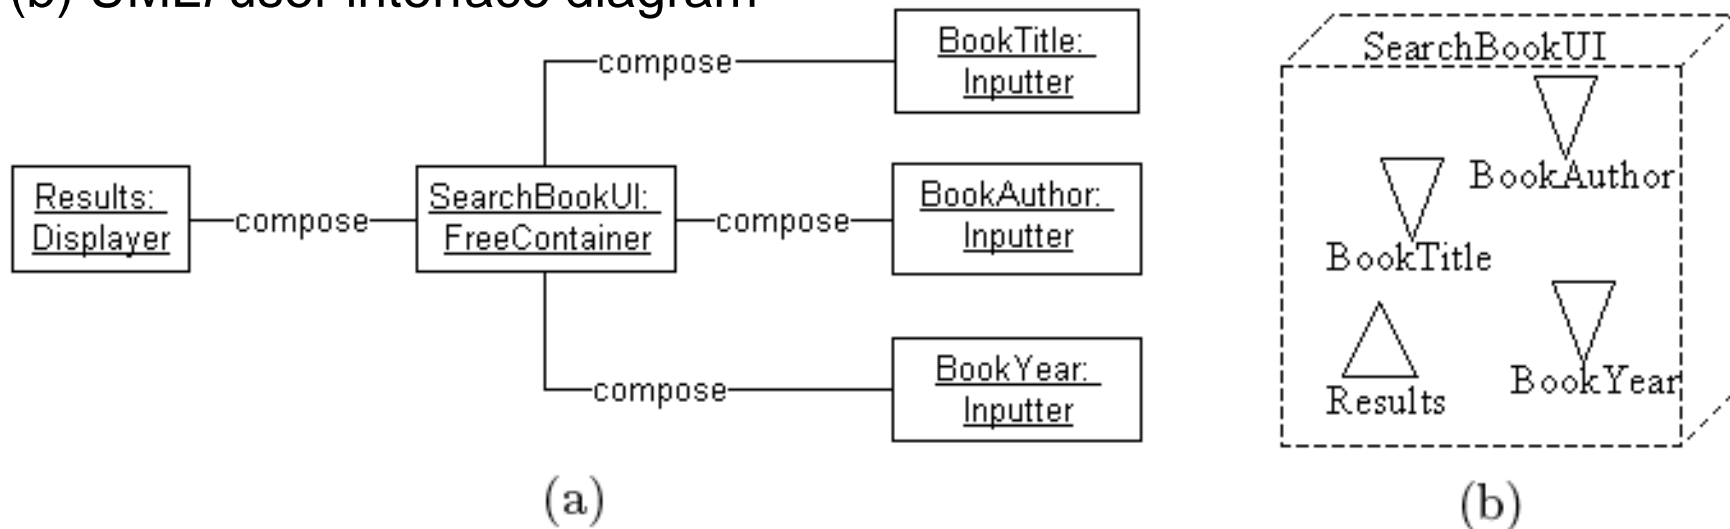 (b) UML/ user interface diagram
BookTitle:
Inputter
compose
Results:
Displayer
compose
SearchBookUI:
FreeContainer
compose
BookAuthor:
Inputter
compose
BookYear:
Inputter
(a)
SearchBookUI
BookAuthor
BookTitle
Results
BookYear
(b)